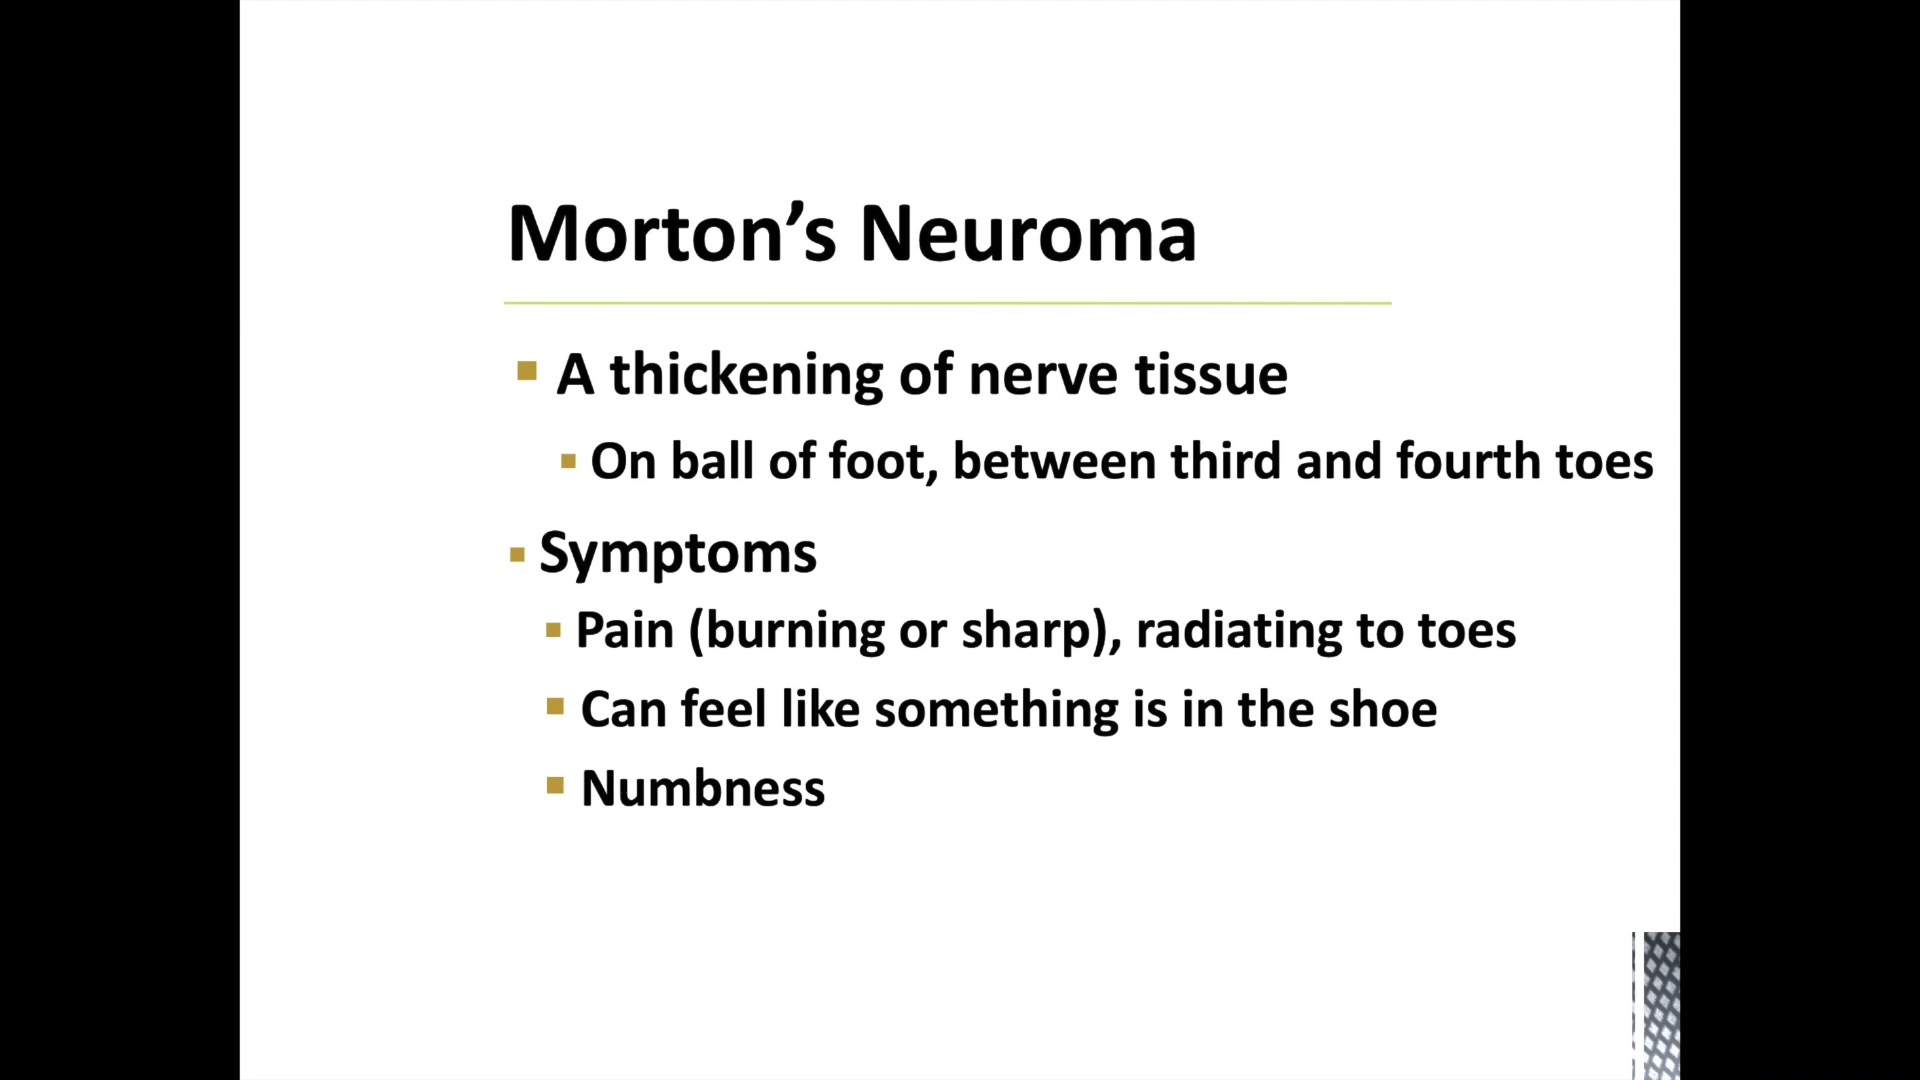 Morton’s Neuroma
A thickening of nerve tissue
On ball of foot, between third and fourth toes
Symptoms
Pain (burning or sharp), radiating to toes
Can feel like something is in the shoe
Numbness